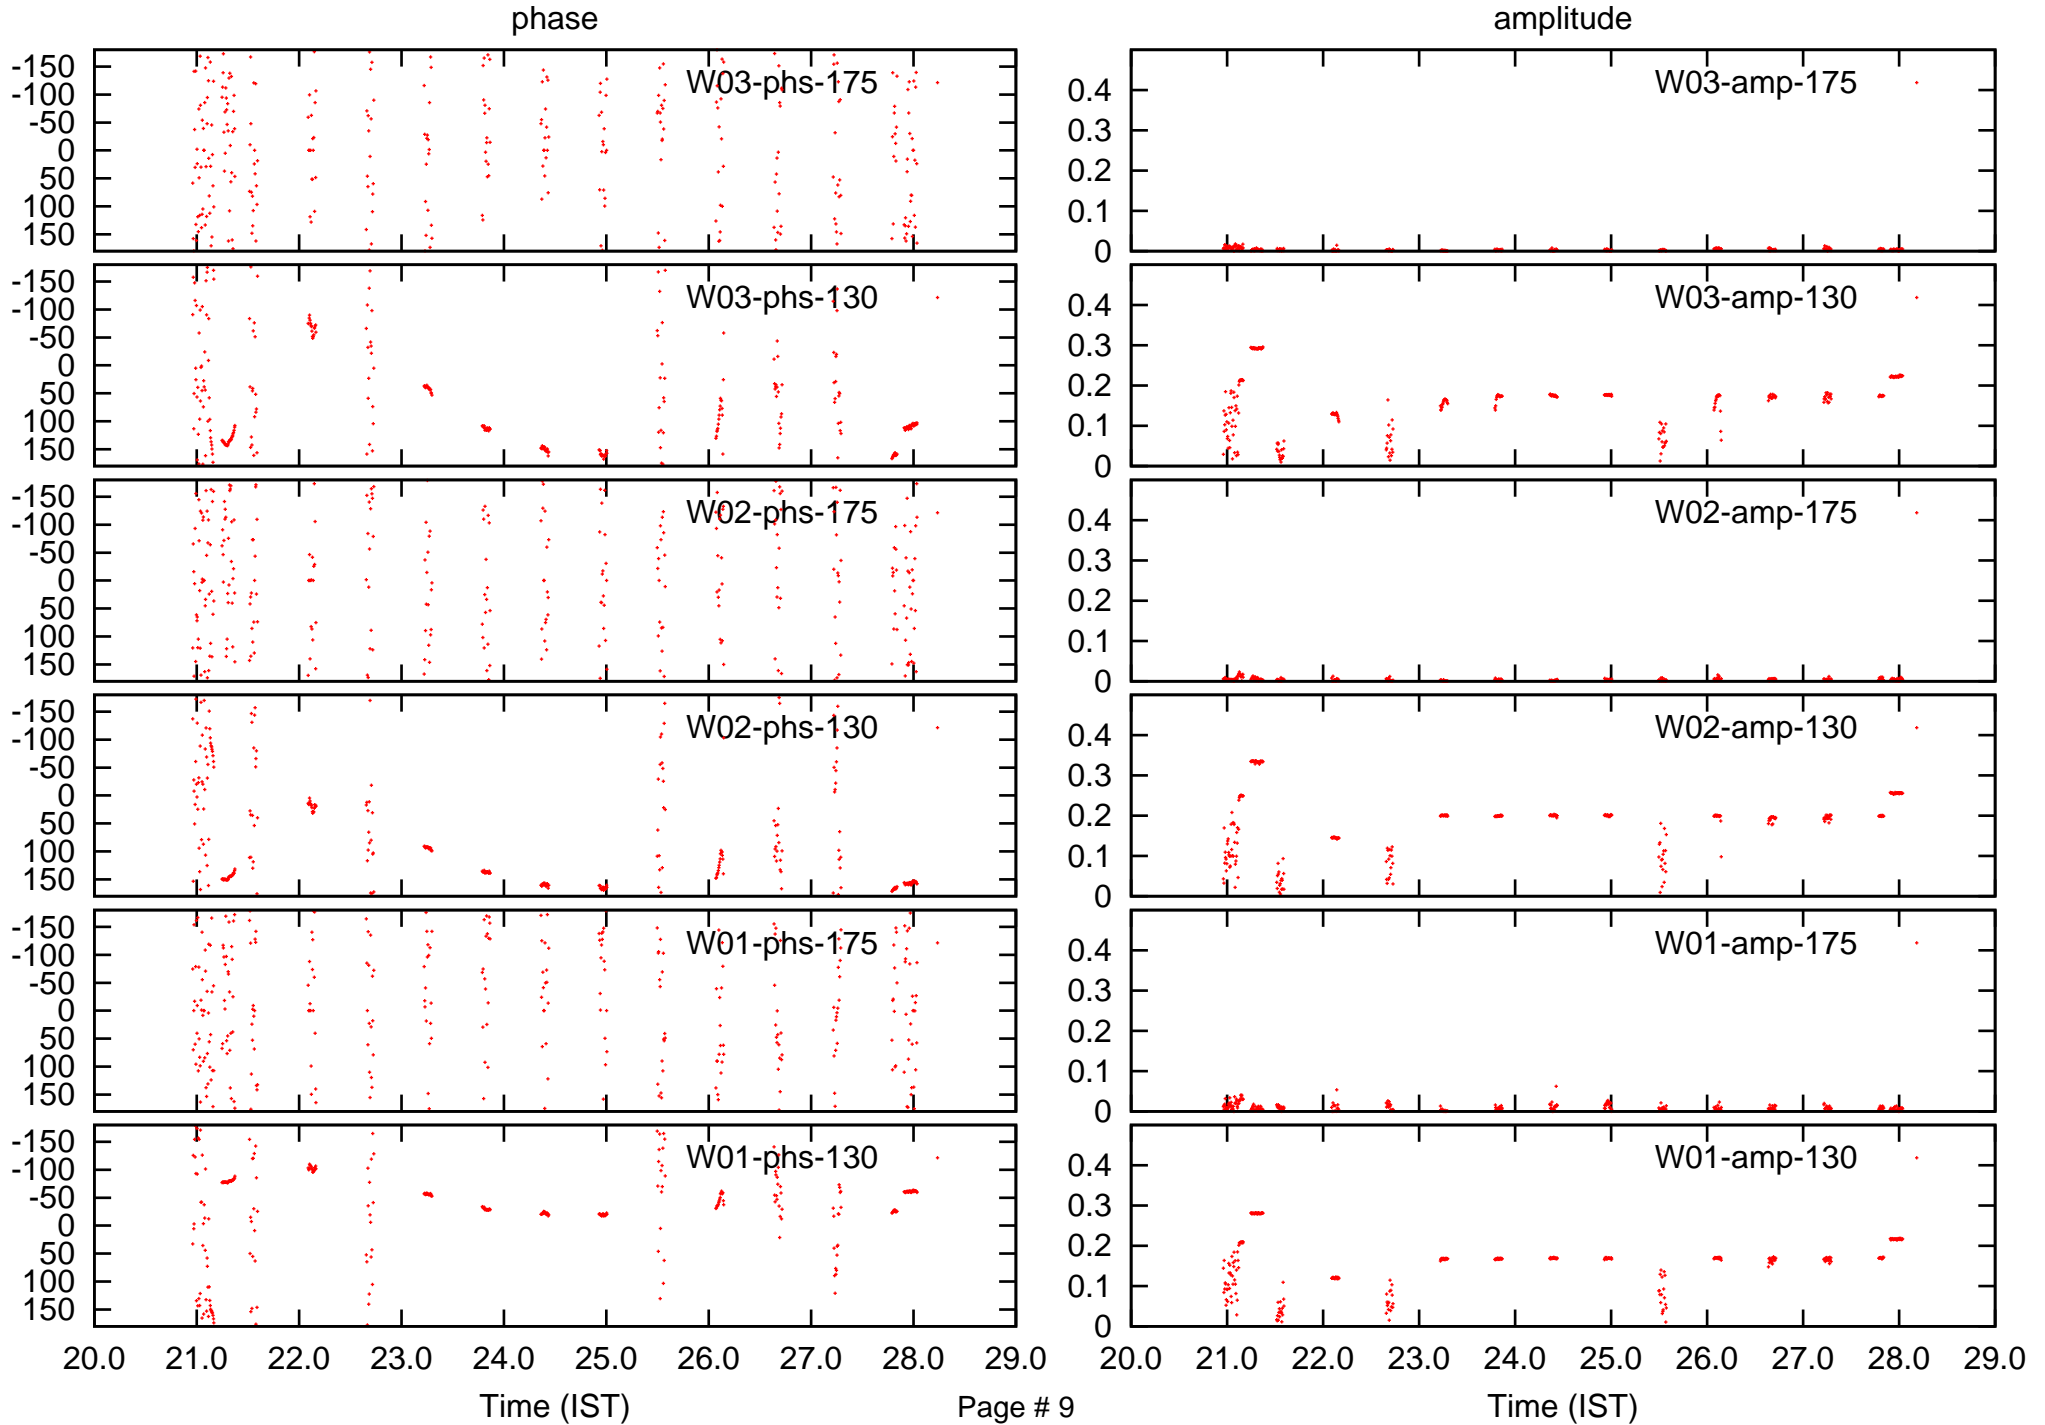 phase amplitude
W03-phs-175 W03-amp-175
-150 -100 -50 0 50 100 150
0.4 0.3 0.2 0.1 0
W03-phs-130 W03-amp-130
-150 -100 -50 0 50 100 150
0.4 0.3 0.2 0.1 0
W02-phs-175 W02-amp-175
-150 -100 -50 0 50 100 150
0.4 0.3 0.2 0.1 0
W02-phs-130 W02-amp-130
-150 -100 -50 0 50 100 150
0.4 0.3 0.2 0.1 0
W01-phs-175 W01-amp-175
-150 -100 -50 0 50 100 150
0.4 0.3 0.2 0.1 0
W01-phs-130 W01-amp-130
-150 -100 -50 0 50 100 150
0.4 0.3 0.2 0.1 0
20.0 21.0 22.0 23.0 24.0 25.0 26.0 27.0 28.0 29.0 20.0 21.0 22.0 23.0 24.0 25.0 26.0 27.0 28.0 29.0
Time (IST) Page # 9 Time (IST)